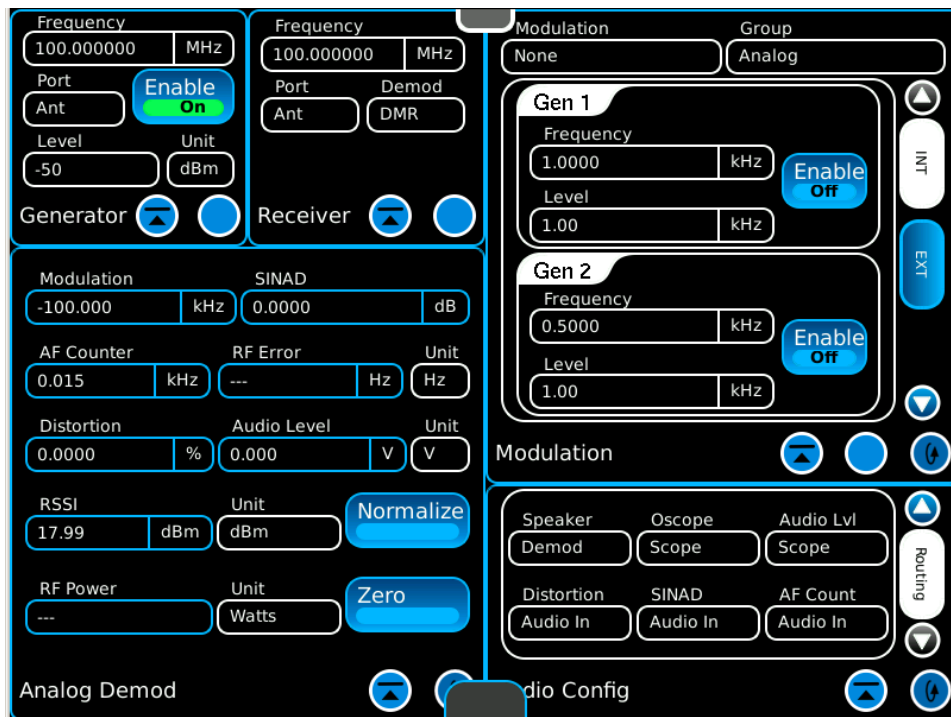 Frequency
100.000000 MHz
Port
Ant
Enable
On
Level Unit
-50 dBm
Generator
Frequency
100.000000 MHz
Port Demod
Ant DMR
Receiver
Modulation SINAD
-100.000 kHz 0.0000 dB
AF Counter RF Error Unit
0.015 kHz --- Hz Hz
Distortion Audio Level Unit
0.0000 % 0.000 V V
RSSI Unit
17.99 dBm dBm
Normalize
RF Power Unit
--- Watts
Zero
Analog Demod
Modulation Group
None Analog
Gen 1
Frequency
1.0000 kHz
Level
1.00 kHz
Enable
Off
Gen 2
Frequency
0.5000 kHz
Level
1.00 kHz
Enable
Off
INT
EXT
Modulation
Speaker Oscope Audio Lvl
Demod Scope Scope
Distortion SINAD AF Count
Audio In Audio In Audio In
Routing
dio Config